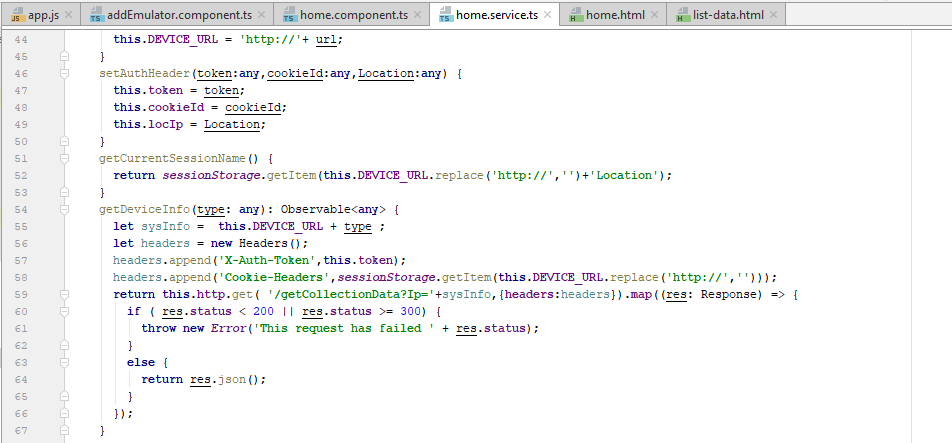 app.js addEmulator.component.ts home.component.ts home.service.ts home.html list-data.html
44 this.DEVICE_URL = 'http://'+ url;
45 }
46 setAuthHeader(token:any,cookieId:any,Location:any) {
47 this.token = token;
48 this.cookieId = cookieId;
49 this.locIp = Location;
50 }
51 getCurrentSessionName() {
52 return sessionStorage.getItem(this.DEVICE_URL.replace('http://','')+'Location');
53 }
54 getDeviceInfo(type: any): Observable<any> {
55 let sysInfo =  this.DEVICE_URL + type ;
56 let headers = new Headers();
57 headers.append('X-Auth-Token',this.token);
58 headers.append('Cookie-Headers',sessionStorage.getItem(this.DEVICE_URL.replace('http://','')));
59 return this.http.get( '/getCollectionData?Ip='+sysInfo,{headers:headers}).map((res: Response) => {
60 if ( res.status < 200 || res.status >= 300) {
61 throw new Error('This request has failed ' + res.status);
62 }
63 else {
64 return res.json();
65 }
66 });
67 }